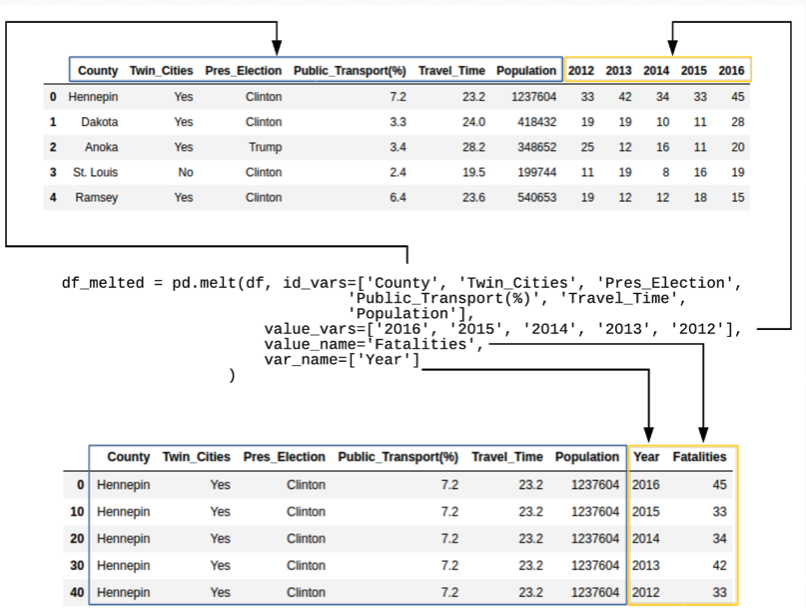 County Twin_Cities Pres_Election Public_Transport(%) Travel_Time Population 2012 2013 2014 2015 2016
0 Hennepin Yes Clinton 7.2 23.2 1237604 33 42 34 33 45
1 Dakota Yes Clinton 3.3 24.0 418432 19 19 10 11 28
2 Anoka Yes Trump 3.4 28.2 348652 25 12 16 11 20
3 St. Louis No Clinton 2.4 19.5 199744 11 19 8 16 19
4 Ramsey Yes Clinton 6.4 23.6 540653 19 12 12 18 15
df_melted = pd.melt(df, id_vars=['County', 'Twin_Cities', 'Pres_Election',
'Public_Transport(%)', 'Travel_Time',
'Population'],
value_vars=['2016', '2015', '2014', '2013', '2012'],
value_name='Fatalities',
var_name=['Year']
)
County Twin_Cities Pres_Election Public_Transport(%) Travel_Time Population Year Fatalities
0 Hennepin Yes Clinton 7.2 23.2 1237604 2016 45
10 Hennepin Yes Clinton 7.2 23.2 1237604 2015 33
20 Hennepin Yes Clinton 7.2 23.2 1237604 2014 34
30 Hennepin Yes Clinton 7.2 23.2 1237604 2013 42
40 Hennepin Yes Clinton 7.2 23.2 1237604 2012 33